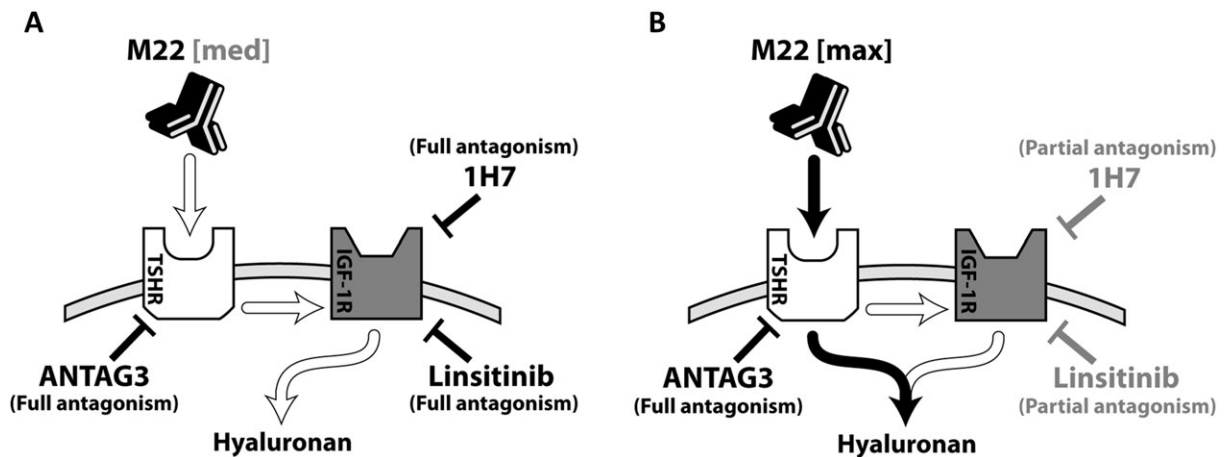 A
M22 [med]
(Full antagonism)
1H7
TSHR
IGF-1R
ANTAG3
(Full antagonism)
Linsitinib
(Full antagonism)
Hyaluronan
B
M22 [max]
(Partial antagonism)
1H7
TSHR
IGF-1R
ANTAG3
(Full antagonism)
Linsitinib
(Partial antagonism)
Hyaluronan